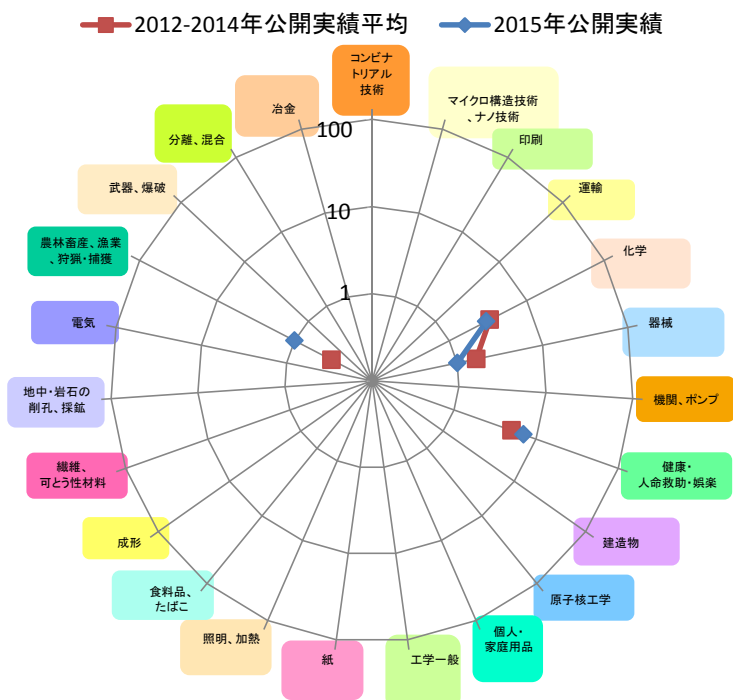 2012-2014年公開実績平均
2015年公開実績
コンビナ
トリアル
技術
マイクロ構造技術
、ナノ技術
印刷
運輸
化学
器械
機関、ポンプ
健康・
人命救助・娯楽
建造物
原子核工学
個人・
家庭用品
工学一般
紙
照明、加熱
食料品、
たばこ
成形
繊維、
可とう性材料
地中・岩石の
削孔、採鉱
電気
農林畜産、漁業
、狩猟・捕獲
武器、爆破
分離、混合
冶金
100
10
1